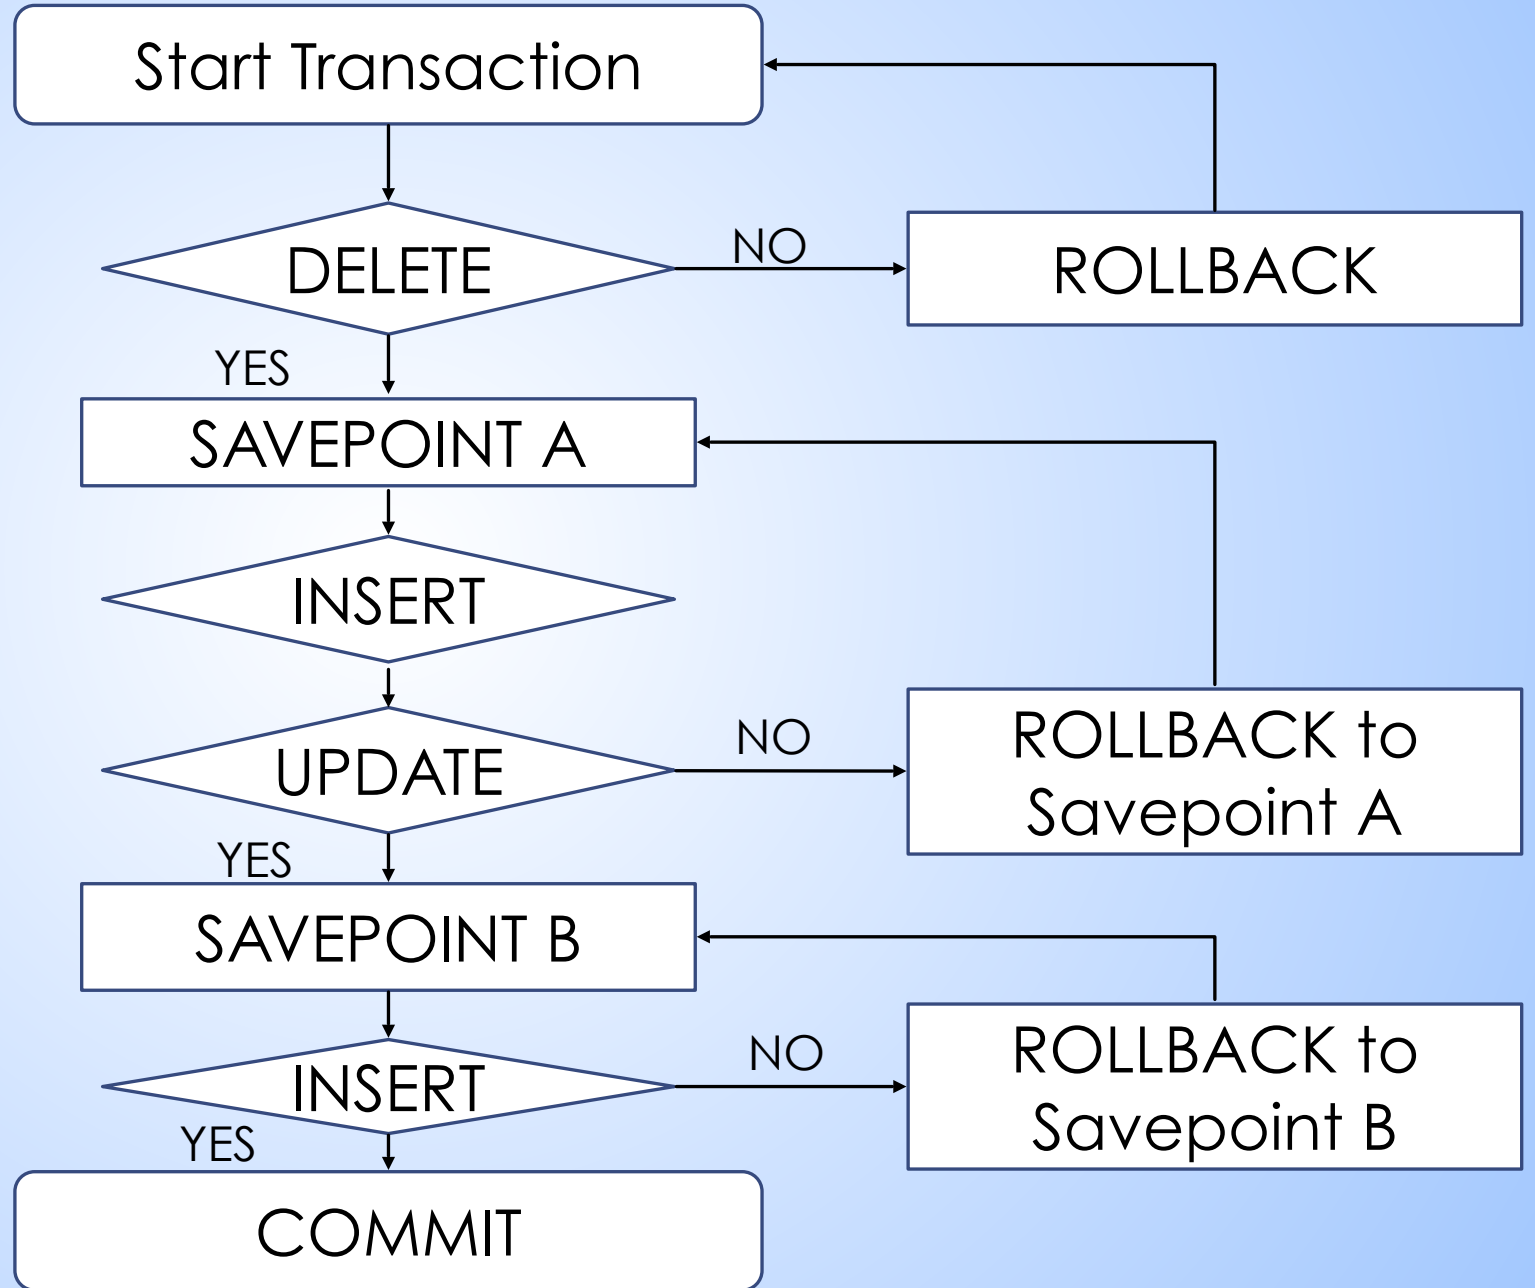 Start Transaction
DELETE
NO
ROLLBACK
YES
SAVEPOINT A
INSERT
UPDATE
NO
ROLLBACK to
Savepoint A
YES
SAVEPOINT B
INSERT
NO
ROLLBACK to
Savepoint B
YES
COMMIT